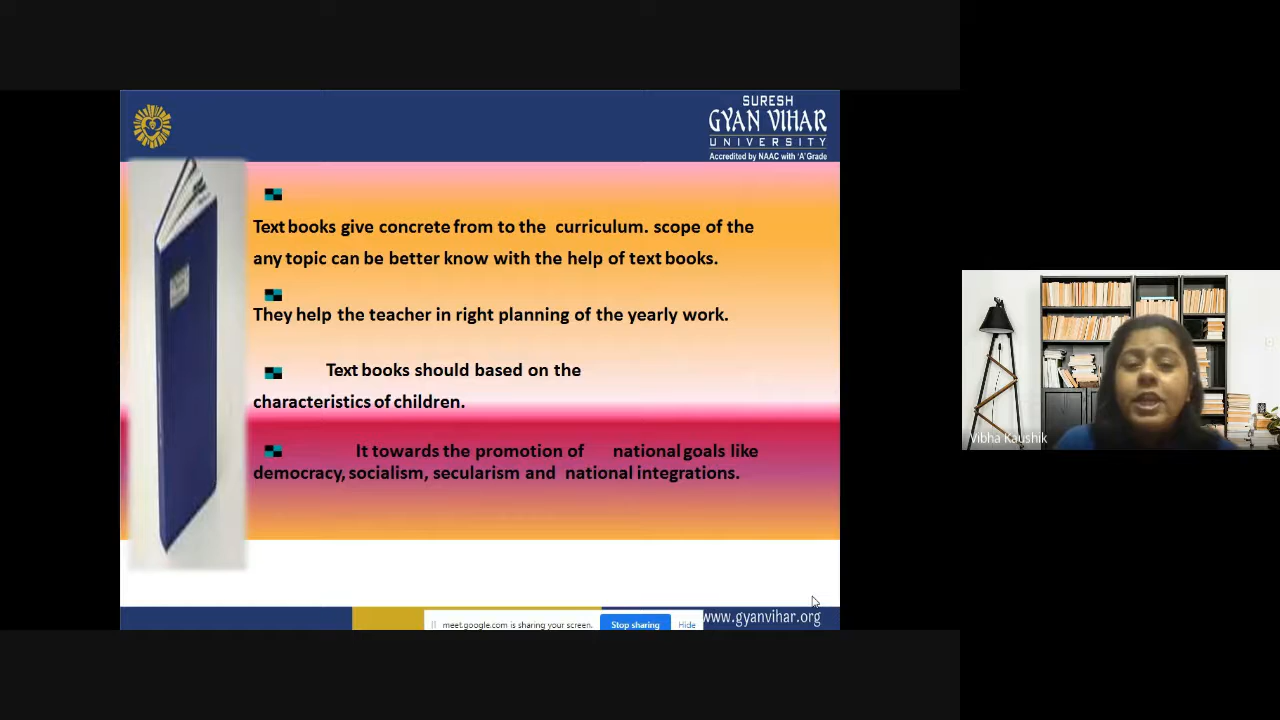 SURESH
GYAN VIHAR
UNIVERSITY
Accredited by NAAC with 'A' Grade
Text books give concrete from to the curriculum. scope of the
any topic can be better know with the help of text books.
They help the teacher in right planning of the yearly work.
Text books should based on the
characteristics of children.
It towards the promotion of national goals like
democracy, socialism, secularism and national integrations.
Vibha Kaushik
meet.google.com is sharing your screen.
Stop sharing
Hide
www.gyanvihar.org